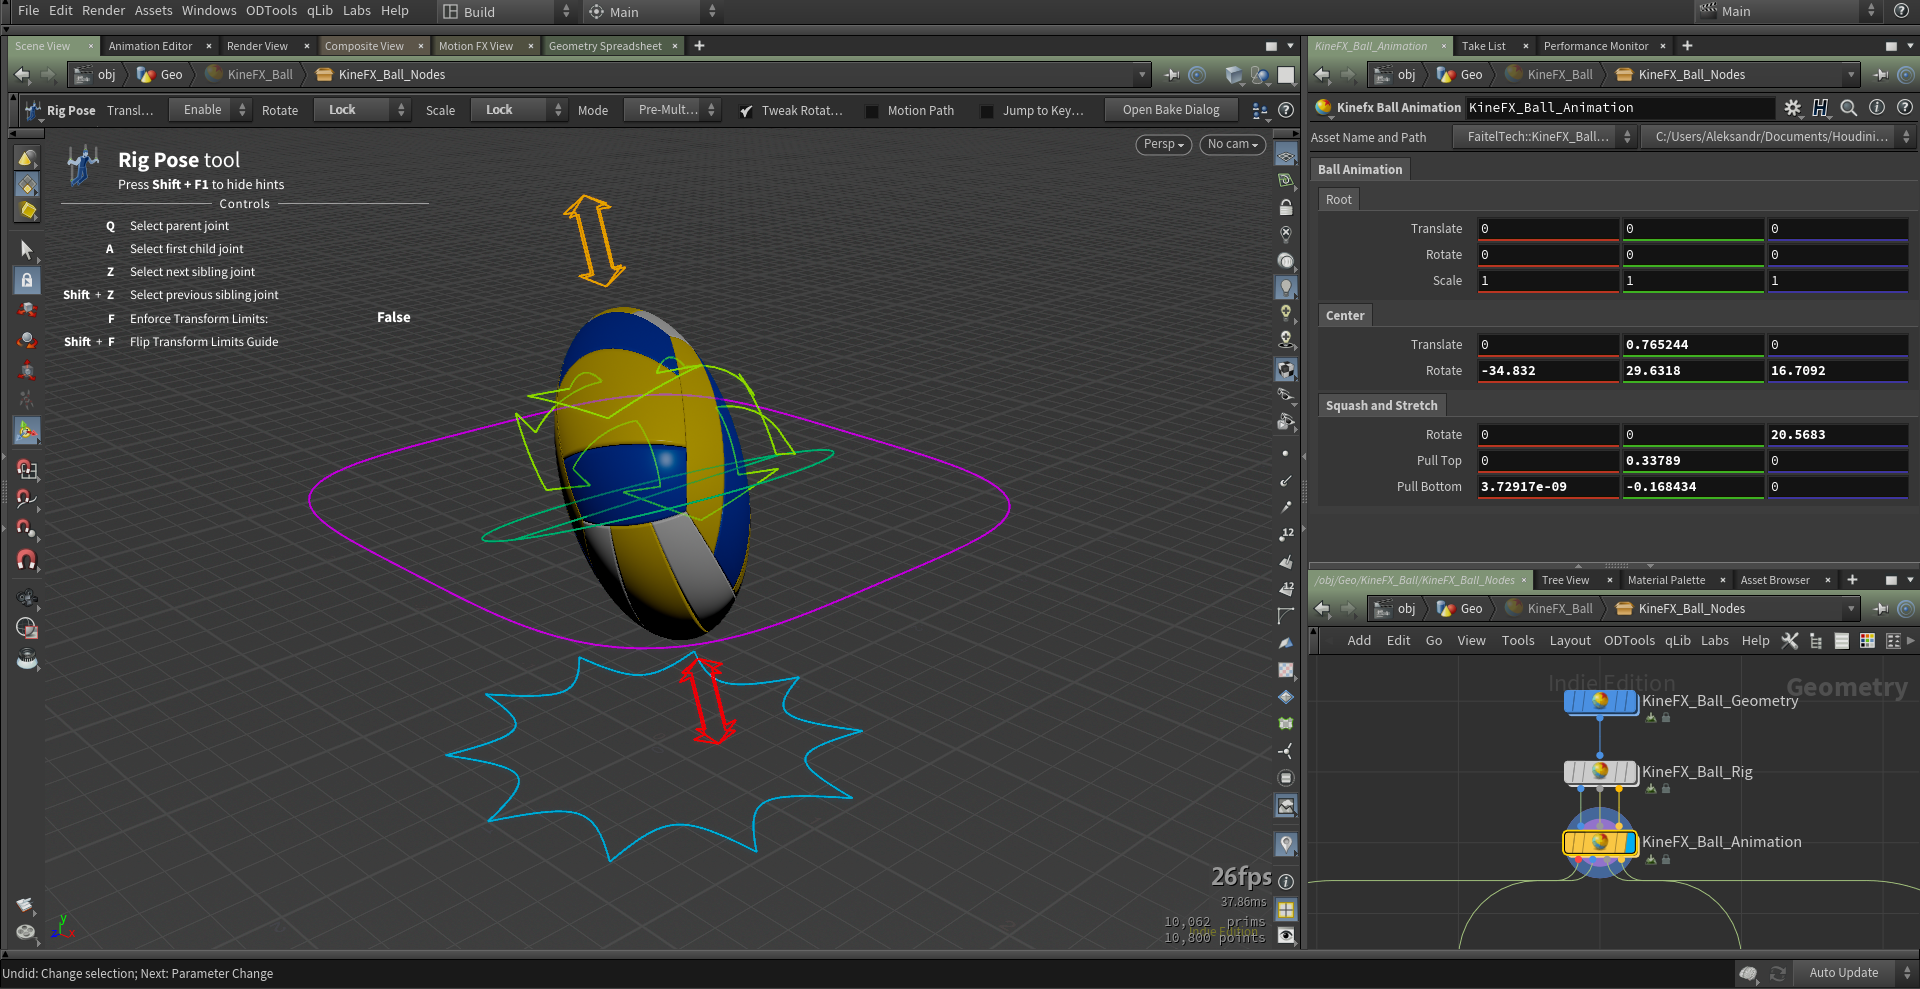 File Edit Render Assets Windows ODTools qLib Labs Help Build Main Main
Scene View Animation Editor Render View Composite View Motion FX View Geometry Spreadsheet
obj Geo KineFX_Ball KineFX_Ball_Nodes
Rig Pose Transl... Enable Rotate Lock Scale Lock Mode Pre-Mult... Tweak Rotat... Motion Path Jump to Key... Open Bake Dialog
Rig Pose tool
Press Shift + F1 to hide hints
Controls
Q Select parent joint
A Select first child joint
Z Select next sibling joint
Shift + Z Select previous sibling joint
F Enforce Transform Limits: False
Shift + F Flip Transform Limits Guide
Persp No cam
12
12
26fps
37.86ms
10,062 prims
Indie Edition
10,800 points
y
z x
KineFX_Ball_Animation Take List Performance Monitor
obj Geo KineFX_Ball KineFX_Ball_Nodes
Kinefx Ball Animation KineFX_Ball_Animation
Asset Name and Path FaitelTech::KineFX_Ball... C:/Users/Aleksandr/Documents/Houdini...
Ball Animation
Root
Translate 0 0 0
Rotate 0 0 0
Scale 1 1 1
Center
Translate 0 0.765244 0
Rotate -34.832 29.6318 16.7092
Squash and Stretch
Rotate 0 0 20.5683
Pull Top 0 0.33789 0
Pull Bottom 3.72917e-09 -0.168434 0
/obj/Geo/KineFX_Ball/KineFX_Ball_Nodes Tree View Material Palette Asset Browser
obj Geo KineFX_Ball KineFX_Ball_Nodes
Add Edit Go View Tools Layout ODTools qLib Labs Help
Indie Edition
Geometry
KineFX_Ball_Geometry
KineFX_Ball_Rig
KineFX_Ball_Animation
Undid: Change selection; Next: Parameter Change
Auto Update